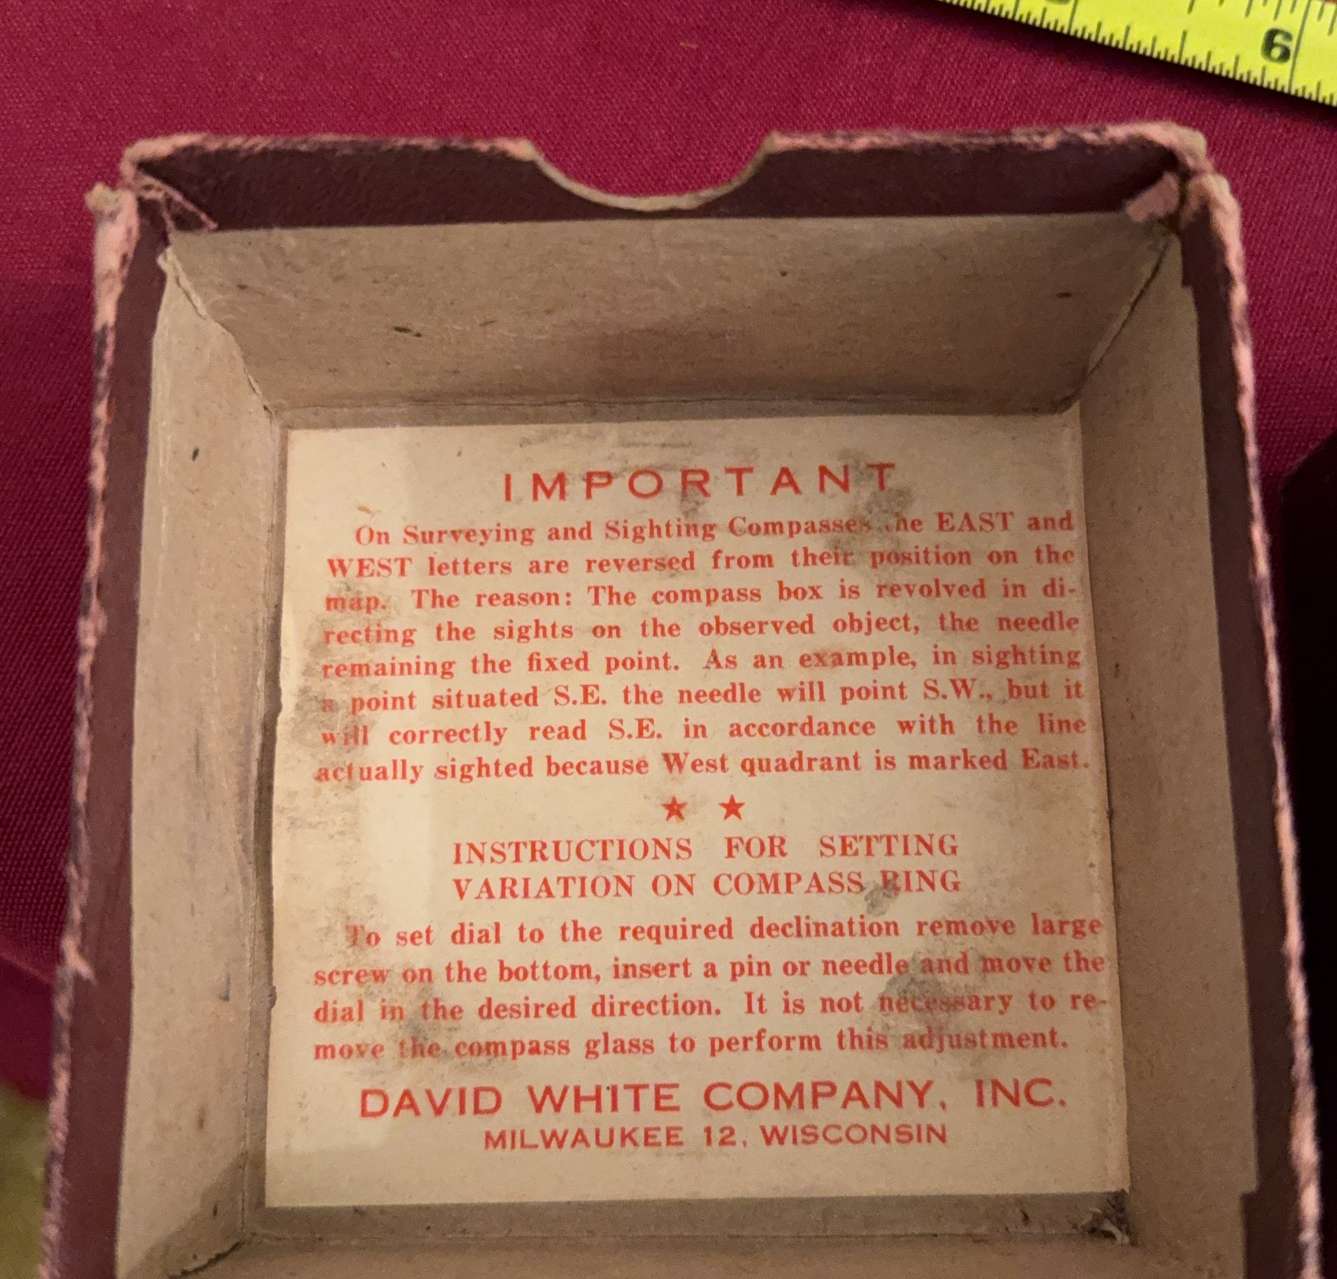 6
IMPORTANT
On Surveying and Sighting Compasses the EAST and
WEST letters are reversed from their position on the
map. The reason: The compass box is revolved in di-
recting the sights on the observed object, the needle
remaining the fixed point. As an example, in sighting
a point situated S.E. the needle will point S.W., but it
will correctly read S.E. in accordance with the line
actually sighted because West quadrant is marked East.
★ ★
INSTRUCTIONS FOR SETTING
VARIATION ON COMPASS RING
To set dial to the required declination remove large
screw on the bottom, insert a pin or needle and move the
dial in the desired direction. It is not necessary to re-
move the compass glass to perform this adjustment.
DAVID WHITE COMPANY, INC.
MILWAUKEE 12, WISCONSIN